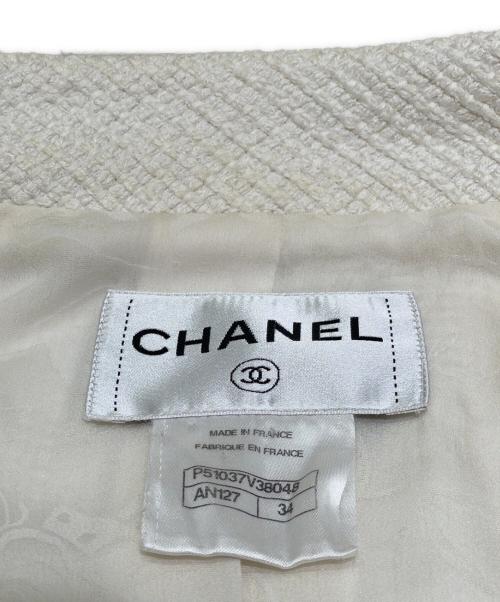 CHANEL
MADE IN FRANCE
FABRIQUE EN FRANCE
P51037V38048
AN127 34